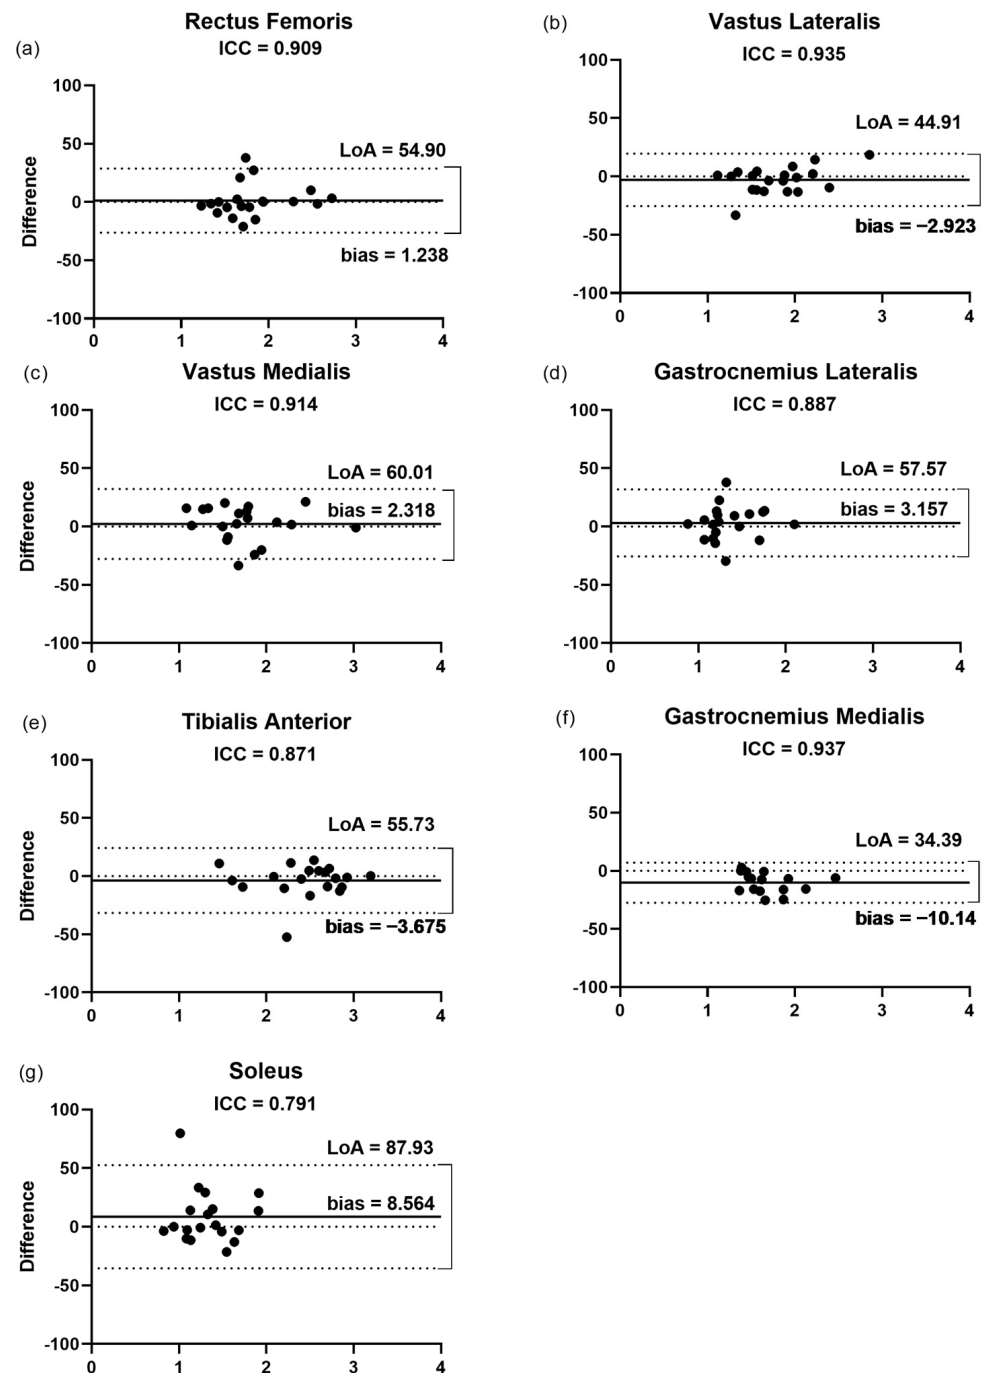 (a)
Rectus Femoris
ICC = 0.909
100
50
0
-50
-100
Difference
LoA = 54.90
bias = 1.238
0 1 2 3 4
(b)
Vastus Lateralis
ICC = 0.935
100
50
0
-50
-100
LoA = 44.91
bias = −2.923
0 1 2 3 4
(c)
Vastus Medialis
ICC = 0.914
100
50
0
-50
-100
Difference
LoA = 60.01
bias = 2.318
0 1 2 3 4
(d)
Gastrocnemius Lateralis
ICC = 0.887
100
50
0
-50
-100
LoA = 57.57
bias = 3.157
0 1 2 3 4
(e)
Tibialis Anterior
ICC = 0.871
100
50
0
-50
-100
Difference
LoA = 55.73
bias = −3.675
0 1 2 3 4
(f)
Gastrocnemius Medialis
ICC = 0.937
100
50
0
-50
-100
LoA = 34.39
bias = −10.14
0 1 2 3 4
(g)
Soleus
ICC = 0.791
100
50
0
-50
-100
Difference
LoA = 87.93
bias = 8.564
0 1 2 3 4